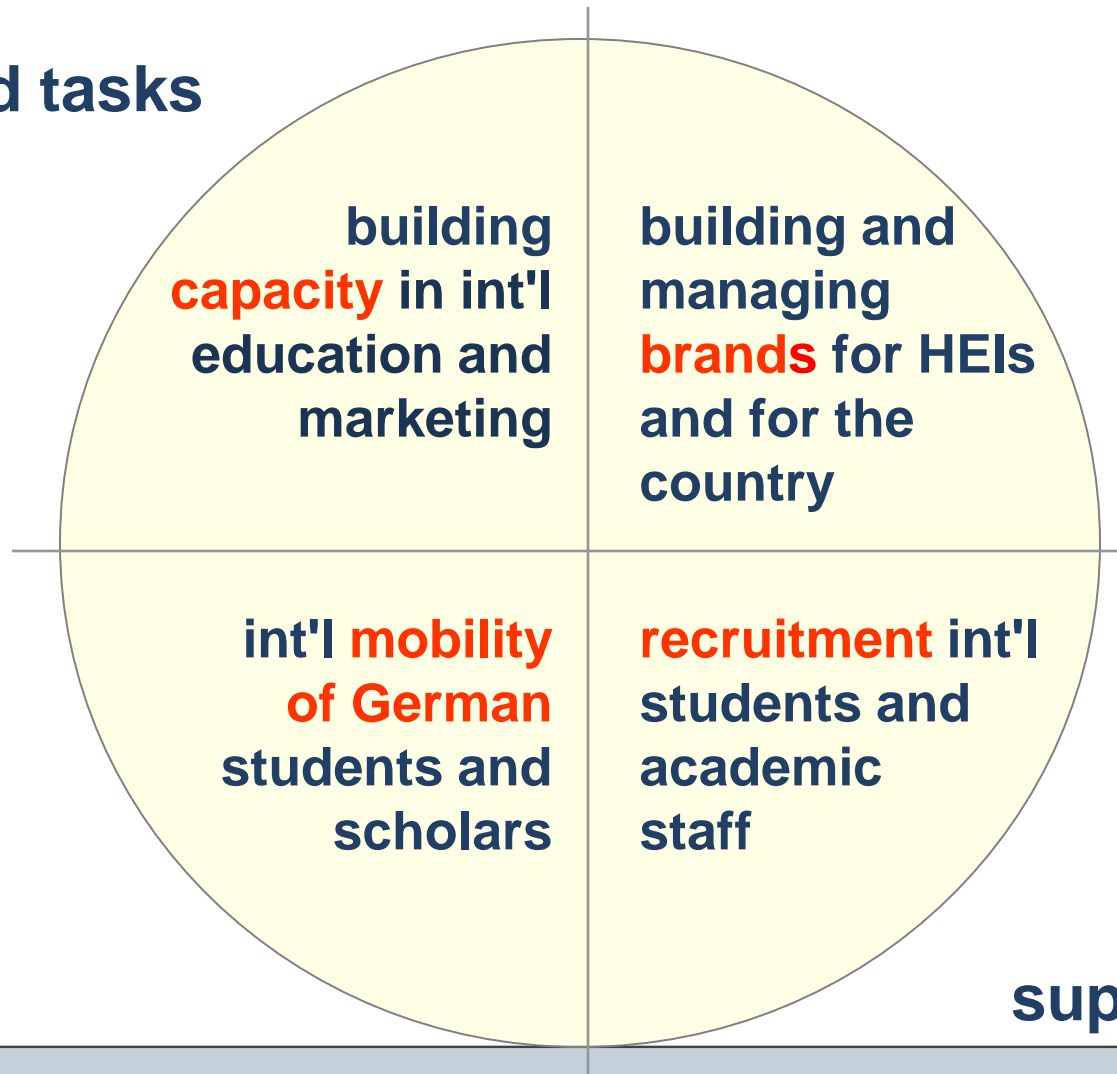 tasks
building
capacity in int'l
education and
marketing
building and
managing
brands for HEIs
and for the
country
int'l mobility
of German
students and
scholars
recruitment int'l
students and
academic
staff